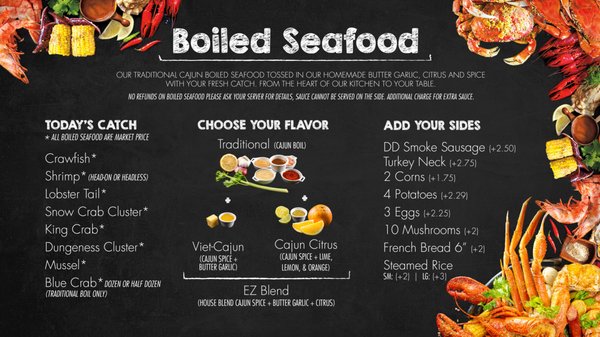 Boiled Seafood
OUR TRADITIONAL CAJUN BOILED SEAFOOD TOSSED IN OUR HOMEMADE BUTTER GARLIC, CITRUS AND SPICE
WITH YOUR FRESH CATCH. FROM THE HEART OF OUR KITCHEN TO YOUR TABLE.
NO REFUNDS ON BOILED SEAFOOD PLEASE ASK YOUR SERVER FOR DETAILS, SAUCE CANNOT BE SERVED ON THE SIDE. ADDITIONAL CHARGE FOR EXTRA SAUCE.
TODAY'S CATCH
* ALL BOILED SEAFOOD ARE MARKET PRICE
Crawfish*
Shrimp* (HEAD-ON OR HEADLESS)
Lobster Tail*
Snow Crab Cluster*
King Crab*
Dungeness Cluster*
Mussel*
Blue Crab* DOZEN OR HALF DOZEN
(TRADITIONAL BOIL ONLY)
CHOOSE YOUR FLAVOR
Traditional (CAJUN BOIL)
+ +
Viet-Cajun
(CAJUN SPICE +
BUTTER GARLIC)
Cajun Citrus
(CAJUN SPICE + LIME,
LEMON, & ORANGE)
EZ Blend
(HOUSE BLEND CAJUN SPICE + BUTTER GARLIC + CITRUS)
ADD YOUR SIDES
DD Smoke Sausage (+2.50)
Turkey Neck (+2.75)
2 Corns (+1.75)
4 Potatoes (+2.29)
3 Eggs (+2.25)
10 Mushrooms (+2)
French Bread 6" (+2)
Steamed Rice
SM: (+2) | LG: (+3)